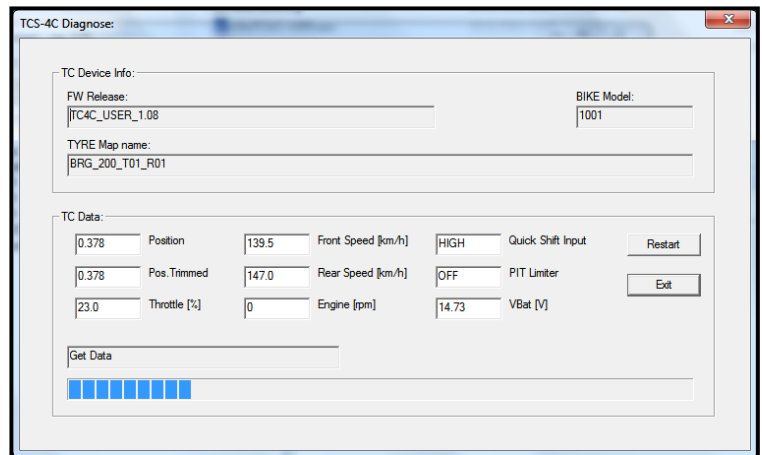 TCS-4C Diagnose:
TC Device Info:
FW Release:
BIKE Model:
TC4C_USER_1.08
1001
TYRE Map name:
BRG_200_T01_R01
TC Data:
0.378 Position 139.5 Front Speed [km/h] HIGH Quick Shift Input Restart
0.378 Pos.Trimmed 147.0 Rear Speed [km/h] OFF PIT Limiter Exit
23.0 Throttle [%] 0 Engine [rpm] 14.73 VBat [V]
Get Data